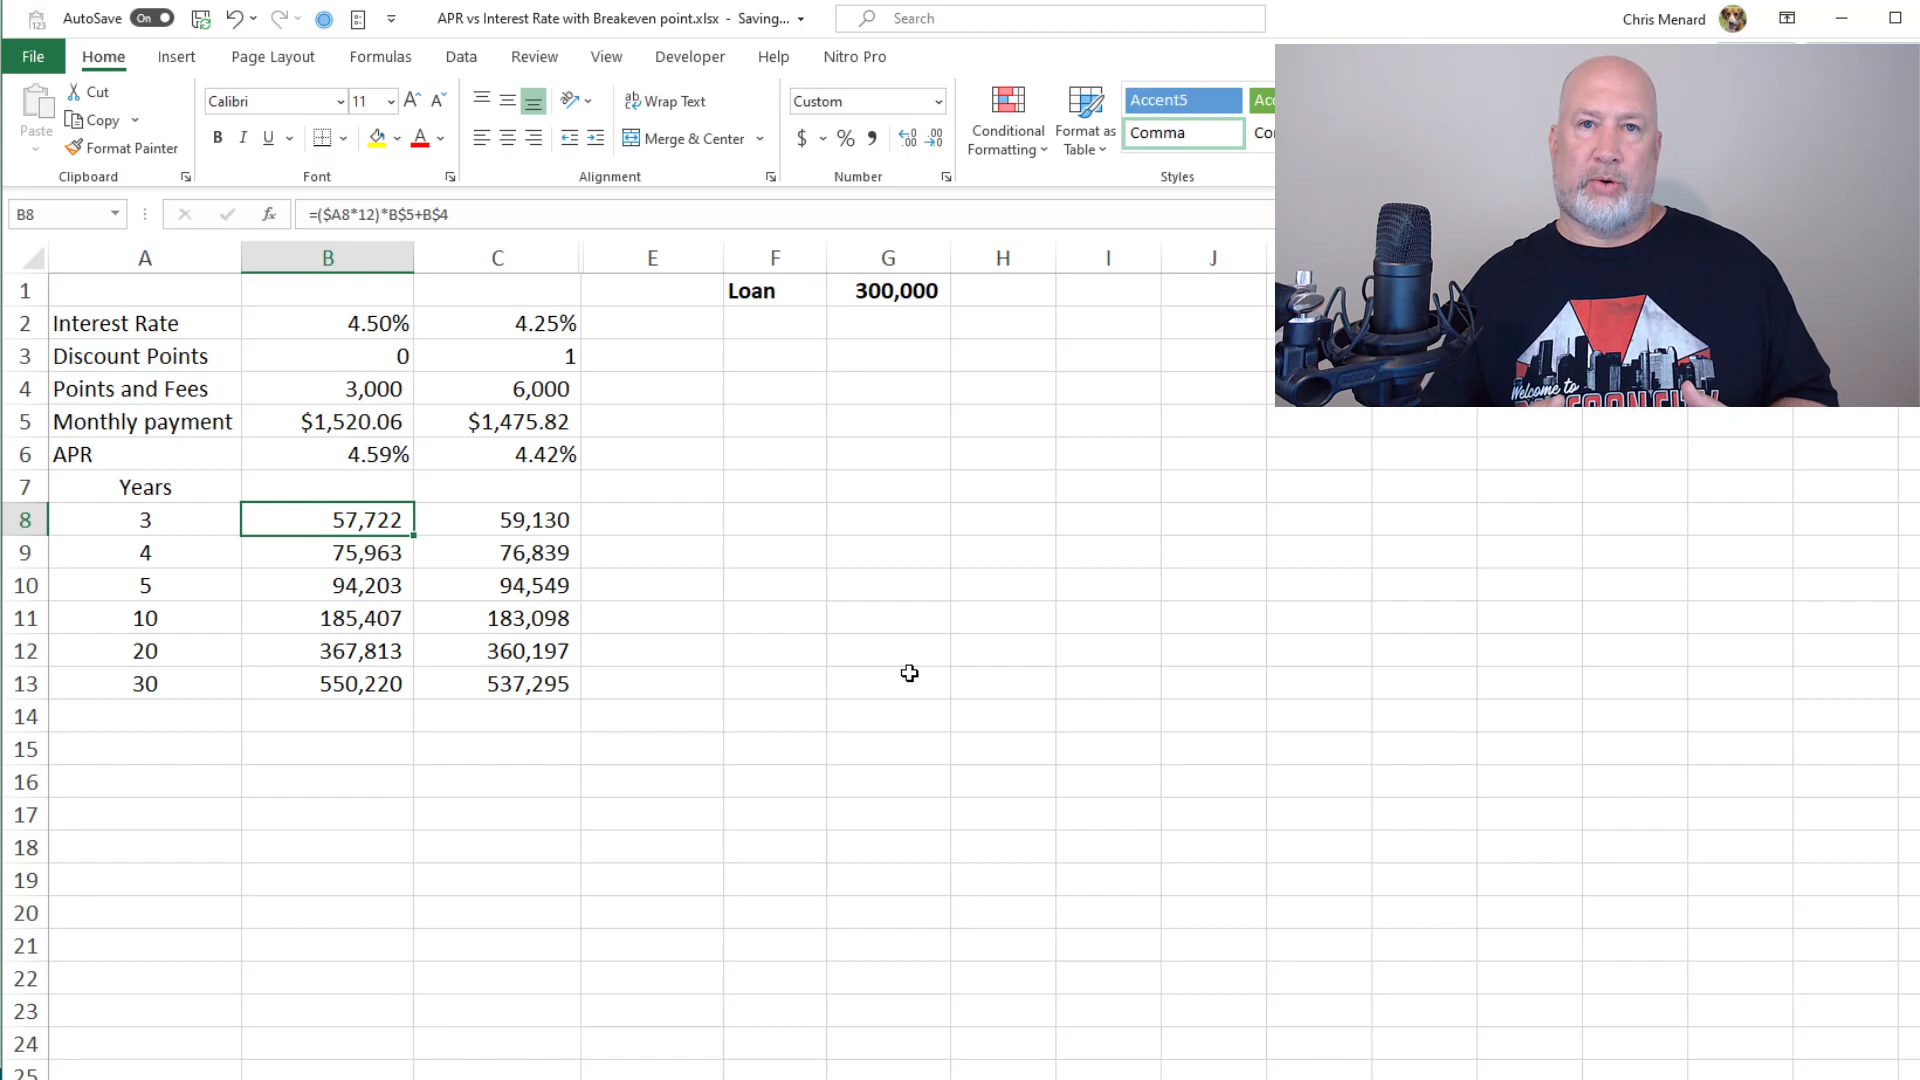 AutoSave On APR vs Interest Rate with Breakeven point.xlsx - Saving... Search Chris Menard
File Home Insert Page Layout Formulas Data Review View Developer Help Nitro Pro
Paste Cut Copy Format Painter
Calibri 11
B I U
Wrap Text
Merge & Center
Custom
$ %
Conditional Formatting
Format as Table
Accent5
Comma
Clipboard Font Alignment Number Styles
B8 fx =($A8*12)*B$5+B$4
A B C E F G H I J
1 Loan 300,000
2 Interest Rate 4.50% 4.25%
3 Discount Points 0 1
4 Points and Fees 3,000 6,000
5 Monthly payment $1,520.06 $1,475.82
6 APR 4.59% 4.42%
7 Years
8 3 57,722 59,130
9 4 75,963 76,839
10 5 94,203 94,549
11 10 185,407 183,098
12 20 367,813 360,197
13 30 550,220 537,295
14
15
16
17
18
19
20
21
22
23
24
25
Welcome to